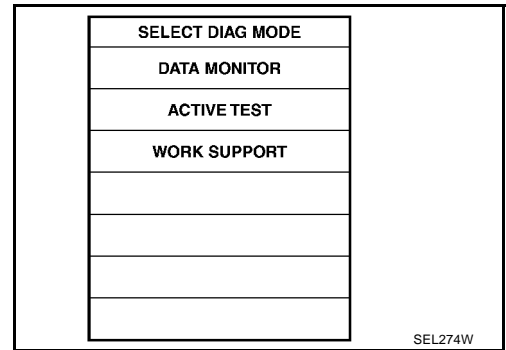 SELECT DIAG MODE
DATA MONITOR
ACTIVE TEST
WORK SUPPORT
SEL274W